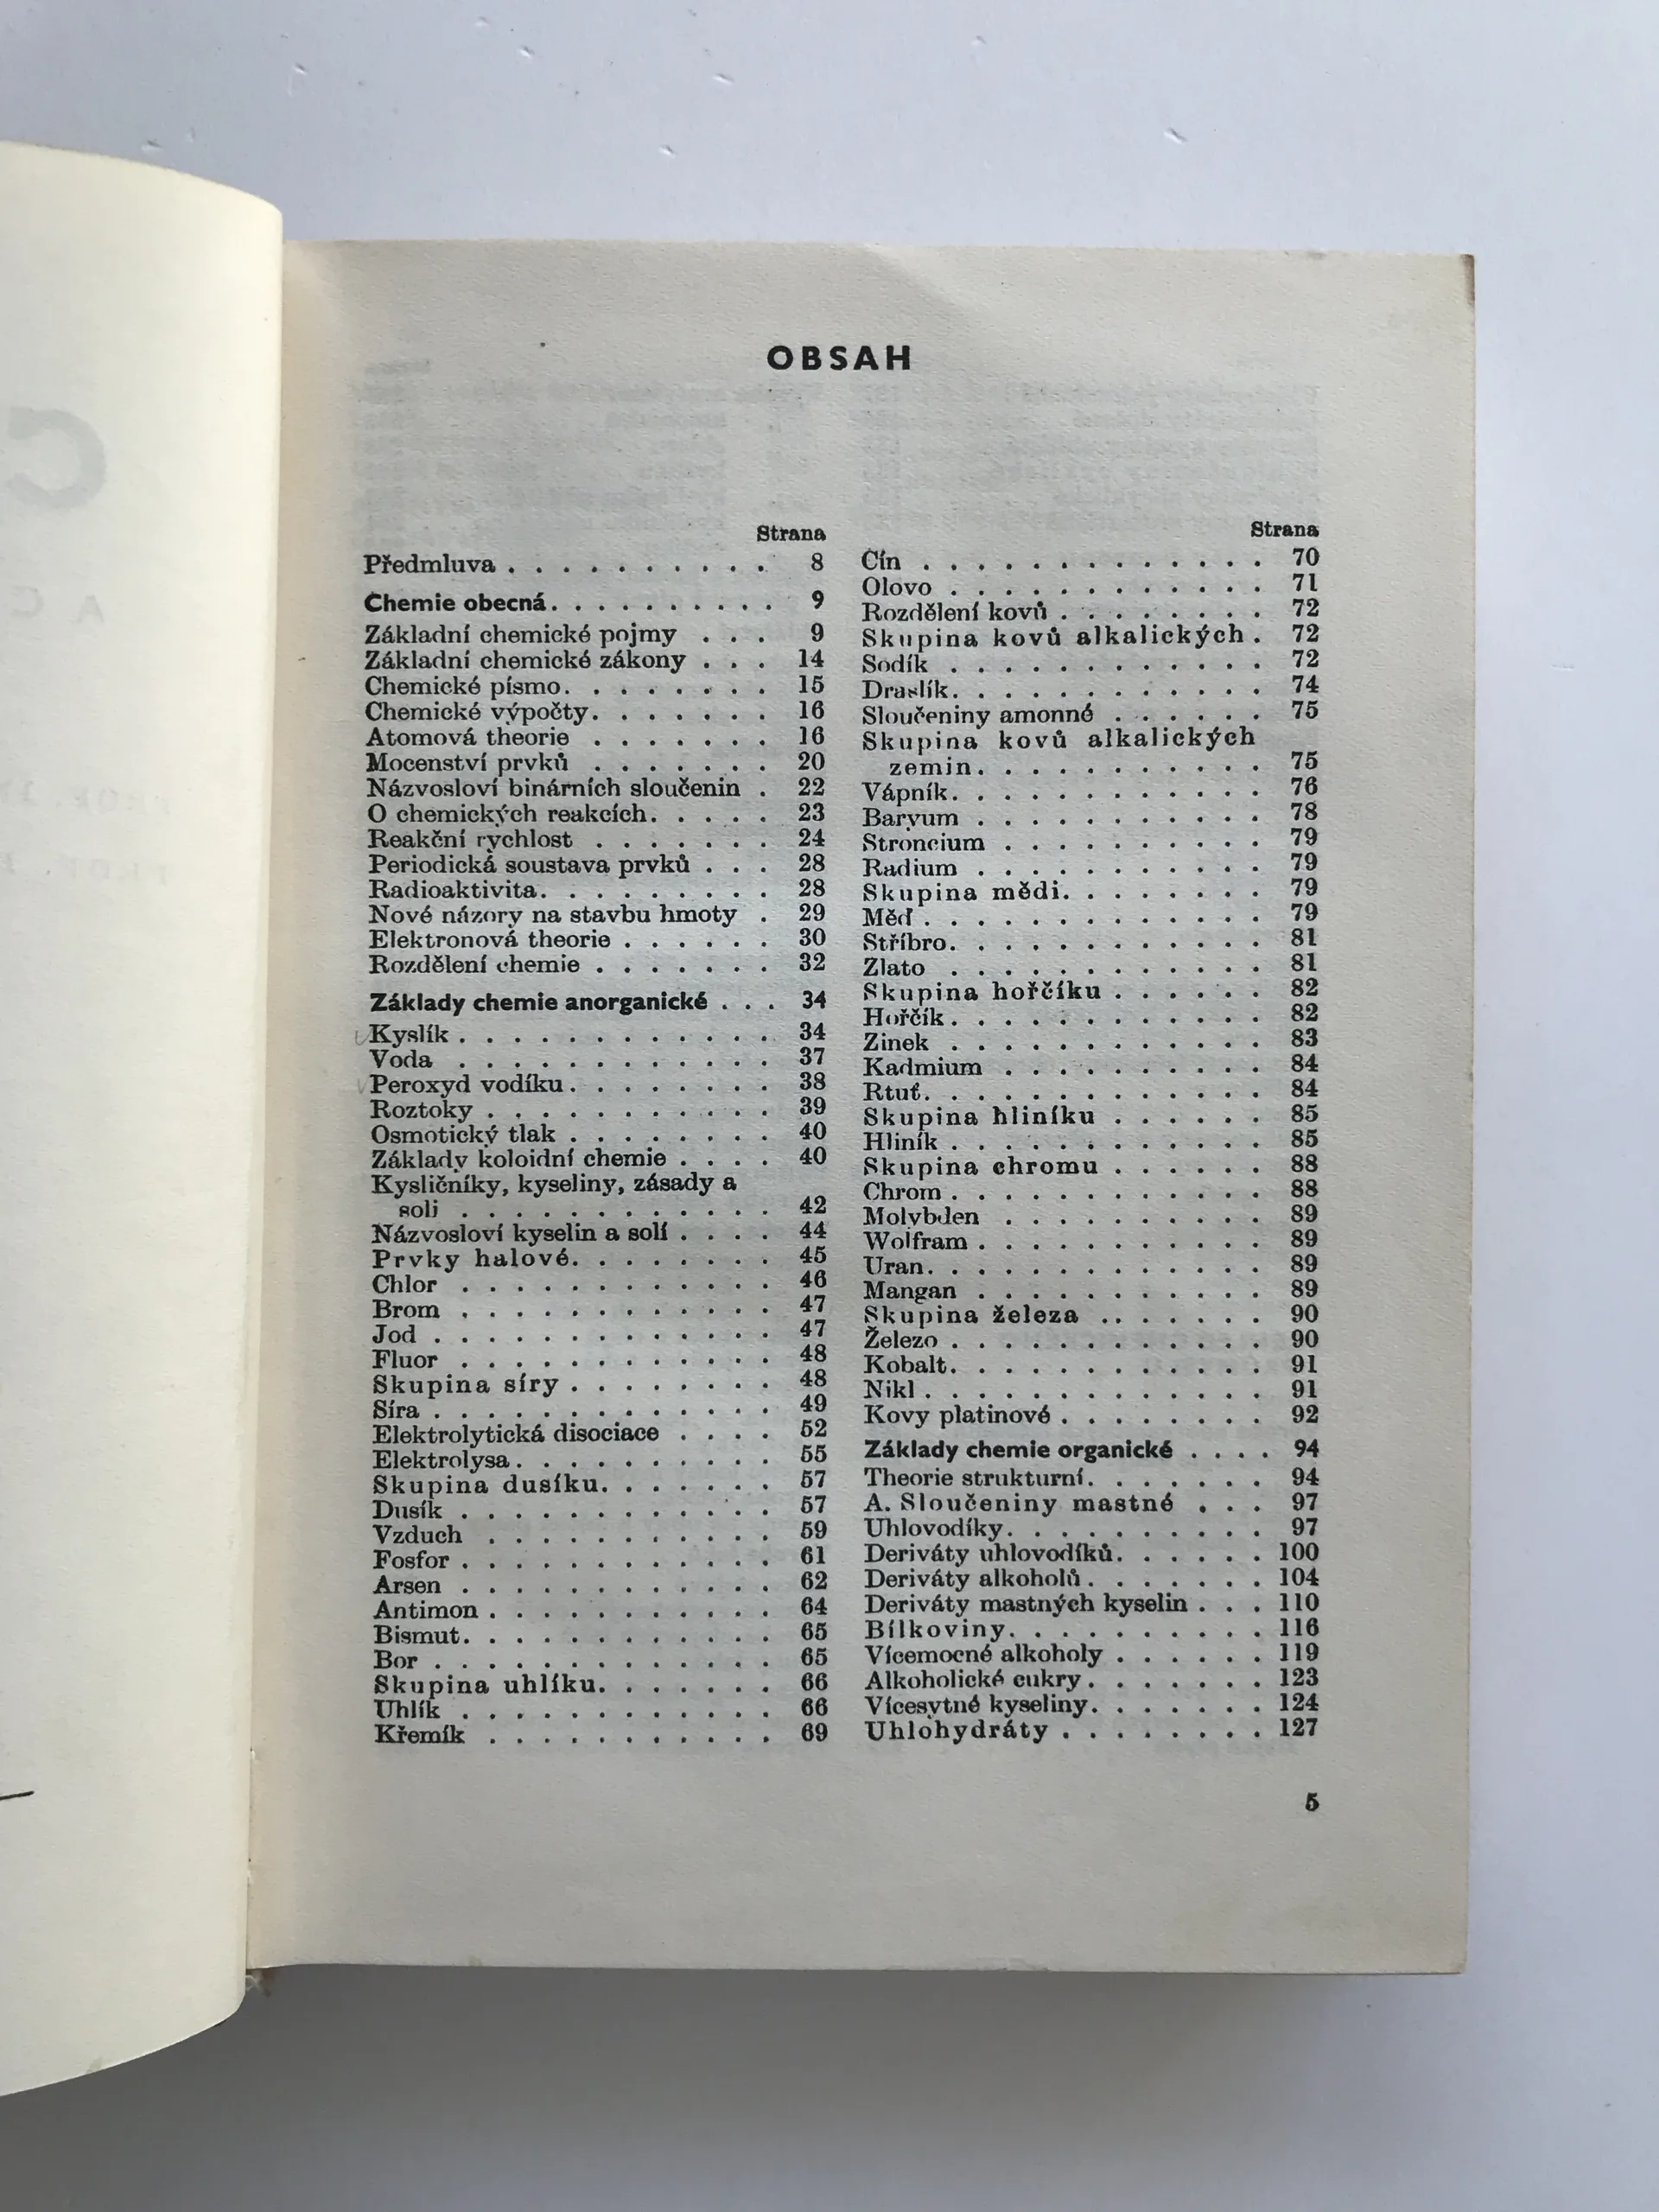 OBSAH
Strana
Předmluva . . . . . . . . . . 8
Chemie obecná. . . . . . . . . 9
Základní chemické pojmy . . . 9
Základní chemické zákony . . . 14
Chemické písmo. . . . . . . . 15
Chemické výpočty. . . . . . . 16
Atomová theorie . . . . . . . 16
Mocenství prvků . . . . . . . 20
Názvosloví binárních sloučenin . 22
O chemických reakcích. . . . . 23
Reakční rychlost . . . . . . . 24
Periodická soustava prvků . . . 28
Radioaktivita. . . . . . . . . 28
Nové názory na stavbu hmoty . 29
Elektronová theorie . . . . . . 30
Rozdělení chemie . . . . . . . 32
Základy chemie anorganické . . . 34
Kyslík . . . . . . . . . . . . 34
Voda . . . . . . . . . . . . 37
Peroxyd vodíku . . . . . . . . 38
Roztoky . . . . . . . . . . . 39
Osmotický tlak . . . . . . . . 40
Základy koloidní chemie . . . . 40
Kysličníky, kyseliny, zásady a
soli . . . . . . . . . . . . 42
Názvosloví kyselin a solí . . . . 44
Prvky halové. . . . . . . . 45
Chlor . . . . . . . . . . . . 46
Brom . . . . . . . . . . . . 47
Jod . . . . . . . . . . . . . 47
Fluor . . . . . . . . . . . . 48
Skupina síry . . . . . . . . 48
Síra . . . . . . . . . . . . . 49
Elektrolytická disociace . . . . 52
Elektrolysa . . . . . . . . . . 55
Skupina dusíku. . . . . . . 57
Dusík . . . . . . . . . . . . 57
Vzduch . . . . . . . . . . . 59
Fosfor . . . . . . . . . . . . 61
Arsen . . . . . . . . . . . . 62
Antimon . . . . . . . . . . . 64
Bismut. . . . . . . . . . . . 65
Bor . . . . . . . . . . . . . 65
Skupina uhlíku. . . . . . . 66
Uhlík . . . . . . . . . . . . 66
Křemík . . . . . . . . . . . 69
Strana
Cín . . . . . . . . . . . . . 70
Olovo . . . . . . . . . . . . 71
Rozdělení kovů . . . . . . . . 72
Skupina kovů alkalických . 72
Sodík . . . . . . . . . . . . 72
Draslík. . . . . . . . . . . . 74
Sloučeniny amonné . . . . . . 75
Skupina kovů alkalických
zemin. . . . . . . . . . . 75
Vápník. . . . . . . . . . . . 76
Baryum . . . . . . . . . . . 78
Stroncium . . . . . . . . . . 79
Radium . . . . . . . . . . . 79
Skupina mědi. . . . . . . . 79
Měď . . . . . . . . . . . . . 79
Stříbro. . . . . . . . . . . . 81
Zlato . . . . . . . . . . . . 81
Skupina hořčíku . . . . . . 82
Hořčík . . . . . . . . . . . . 82
Zinek . . . . . . . . . . . . 83
Kadmium . . . . . . . . . . 84
Rtuť. . . . . . . . . . . . . 84
Skupina hliníku . . . . . . 85
Hliník . . . . . . . . . . . . 85
Skupina chromu . . . . . . 88
Chrom . . . . . . . . . . . . 88
Molybden . . . . . . . . . . 89
Wolfram . . . . . . . . . . . 89
Uran. . . . . . . . . . . . . 89
Mangan . . . . . . . . . . . 89
Skupina železa . . . . . . . 90
Železo . . . . . . . . . . . . 90
Kobalt. . . . . . . . . . . . 91
Nikl . . . . . . . . . . . . . 91
Kovy platinové . . . . . . . . 92
Základy chemie organické . . . . 94
Theorie strukturní. . . . . . . 94
A. Sloučeniny mastné . . . 97
Uhlovodíky. . . . . . . . . . 97
Deriváty uhlovodíků. . . . . . 100
Deriváty alkoholů . . . . . . . 104
Deriváty mastných kyselin . . . 110
Bílkoviny. . . . . . . . . . 116
Vícemocné alkoholy . . . . . . 119
Alkoholické cukry . . . . . . . 123
Vícesytné kyseliny. . . . . . . 124
Uhlohydráty . . . . . . . . 127
5